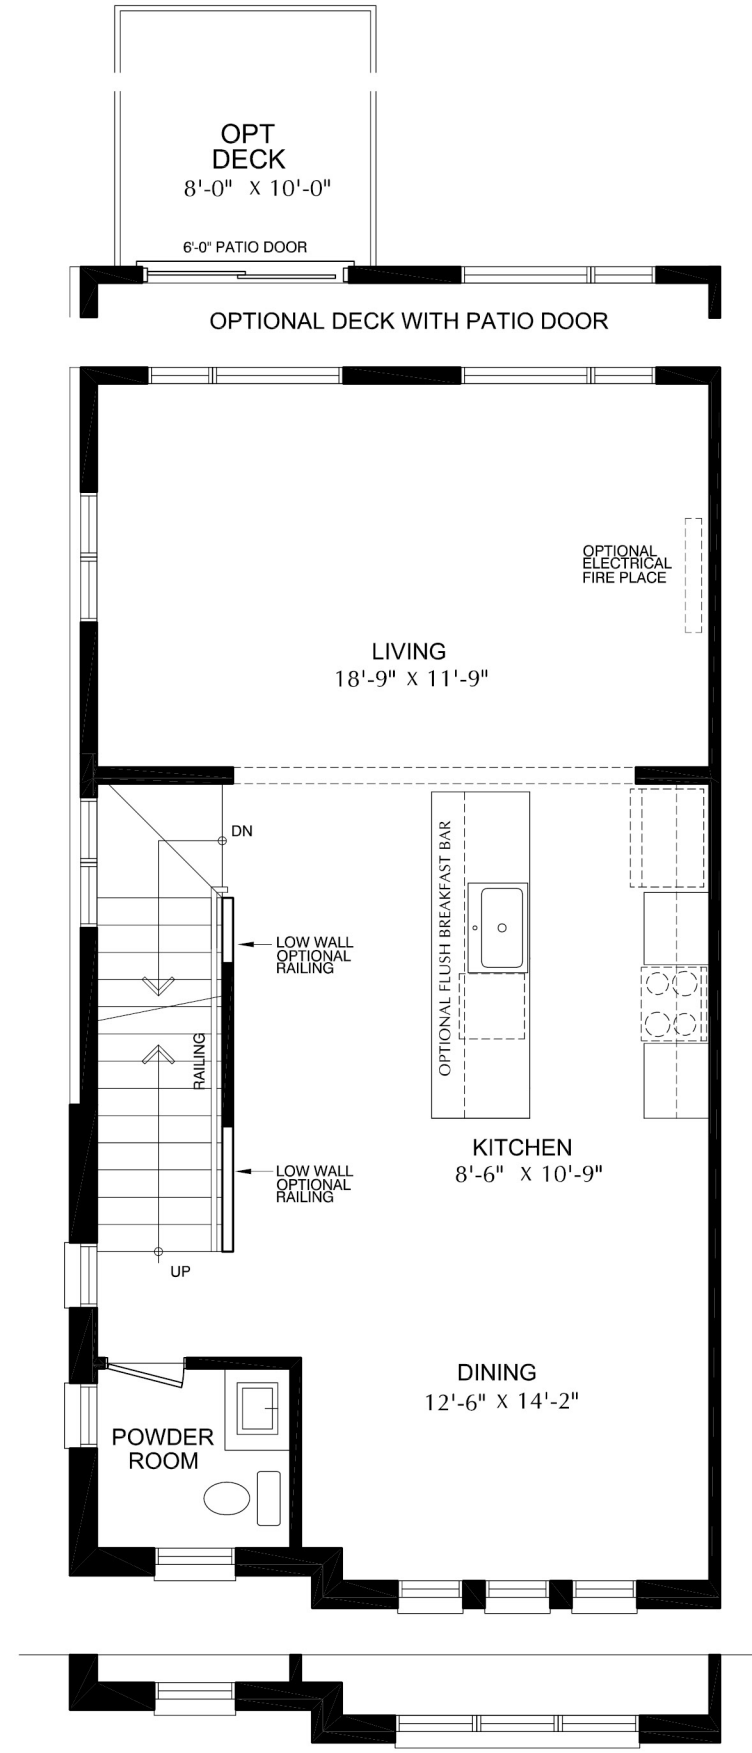 OPT
DECK
8'-0" X 10'-0"
6'-0" PATIO DOOR
OPTIONAL DECK WITH PATIO DOOR
OPTIONAL
ELECTRICAL
FIRE PLACE
LIVING
18'-9" X 11'-9"
DN
OPTIONAL FLUSH BREAKFAST BAR
LOW WALL
OPTIONAL
RAILING
RAILING
KITCHEN
8'-6" X 10'-9"
LOW WALL
OPTIONAL
RAILING
UP
DINING
12'-6" X 14'-2"
POWDER
ROOM